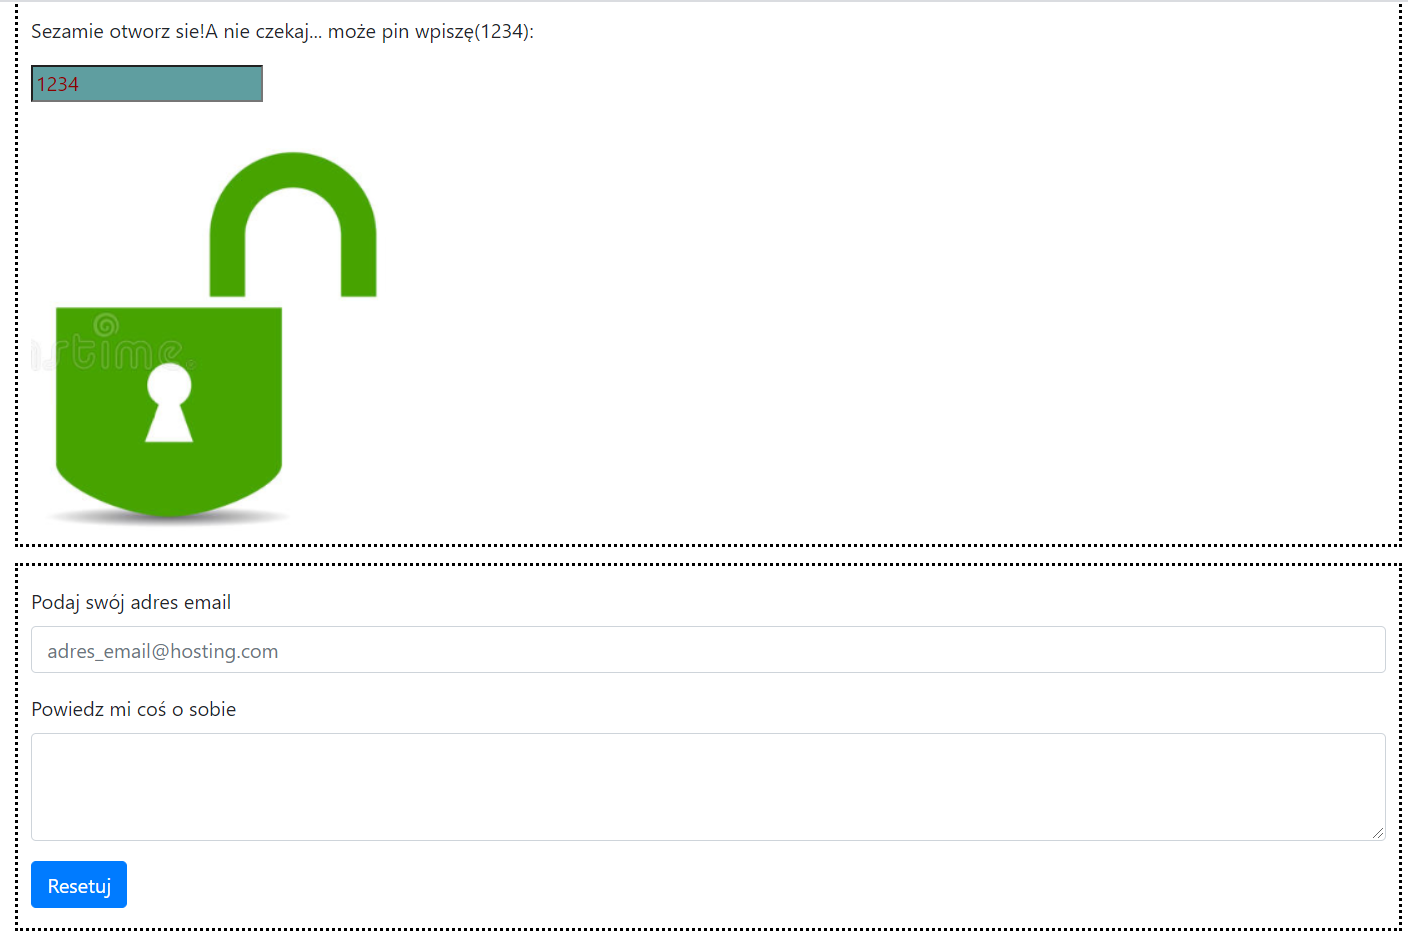 Sezamie otworz sie!A nie czekaj... może pin wpiszę(1234):
1234
Podaj swój adres email
adres_email@hosting.com
Powiedz mi coś o sobie
Resetuj